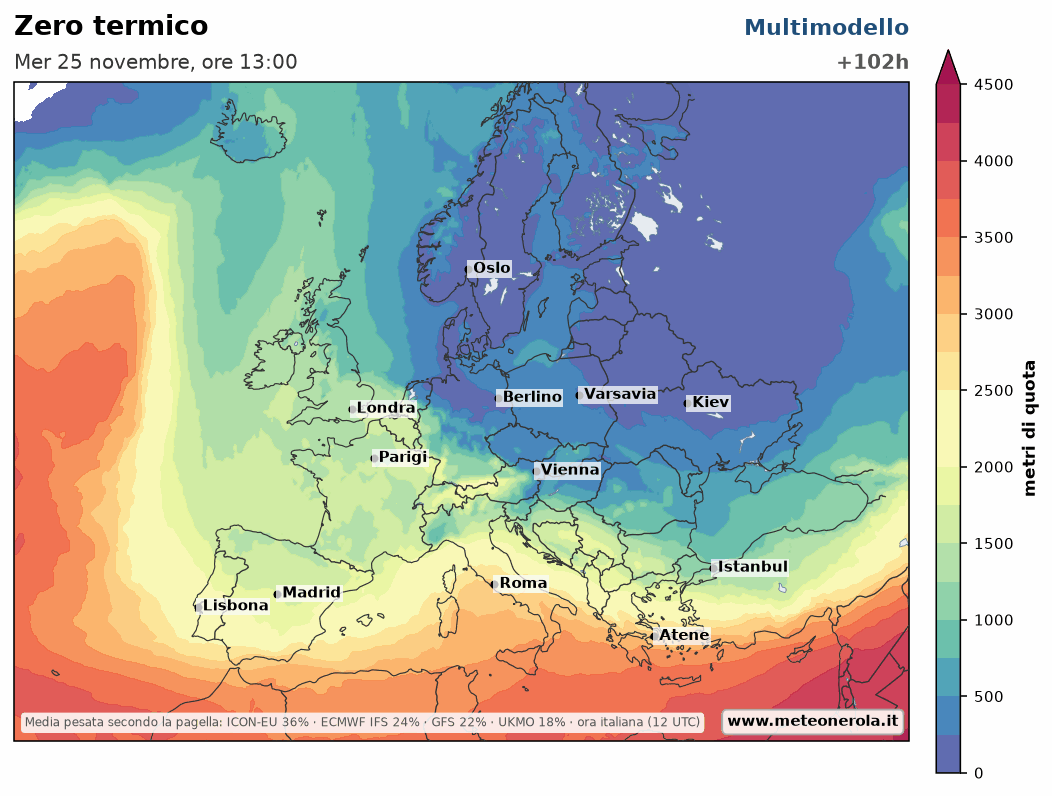 Zero termico
Multimodello
Mer 25 novembre, ore 13:00
+102h
4500
4000
3500
3000
2500
2000
1500
1000
500
0
metri di quota
Oslo
Berlino
Varsavia
Kiev
Londra
Parigi
Vienna
Istanbul
Roma
Madrid
Lisbona
Atene
Media pesata secondo la pagella: ICON-EU 36% · ECMWF IFS 24% · GFS 22% · UKMO 18% · ora italiana (12 UTC)
www.meteonerola.it